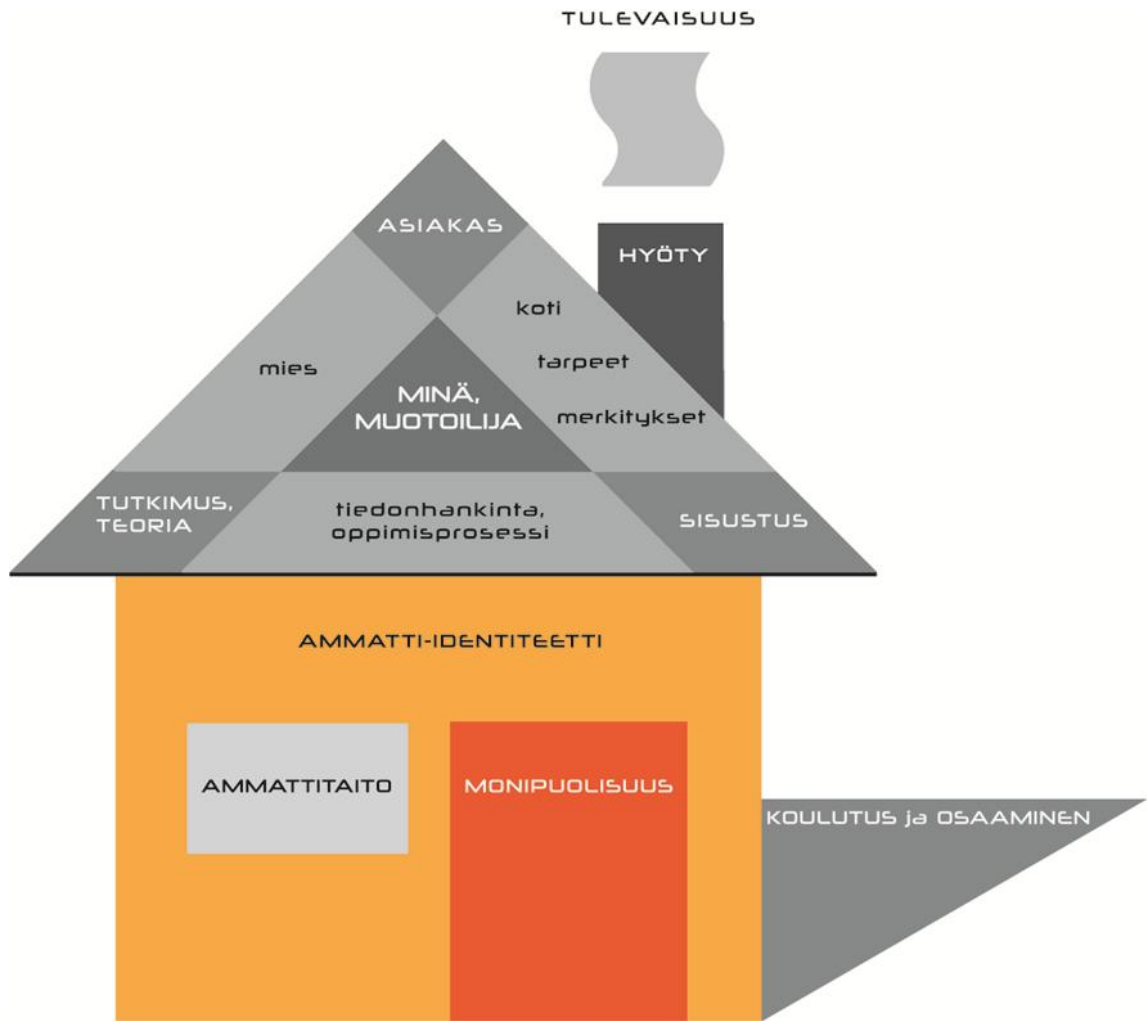 TULEVAISUUS
ASIAKAS
HYÖTY
koti
mies
tarpeet
MINÄ,
MUOTOILIJA
merkitykset
TUTKIMUS,
TEORIA
tiedonhankinta,
oppimisprosessi
SISUSTUS
AMMATTI-IDENTITEETTI
AMMATTITAITO
MONIPUOLISUUS
KOULUTUS ja OSAAMINEN